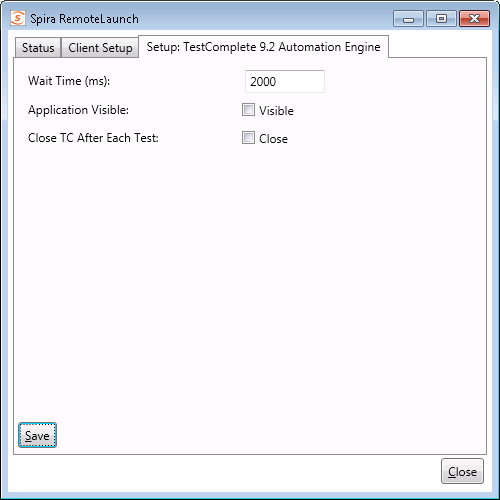 Spira RemoteLaunch
Status Client Setup Setup: TestComplete 9.2 Automation Engine
Wait Time (ms): 2000
Application Visible: Visible
Close TC After Each Test: Close
Save
Close